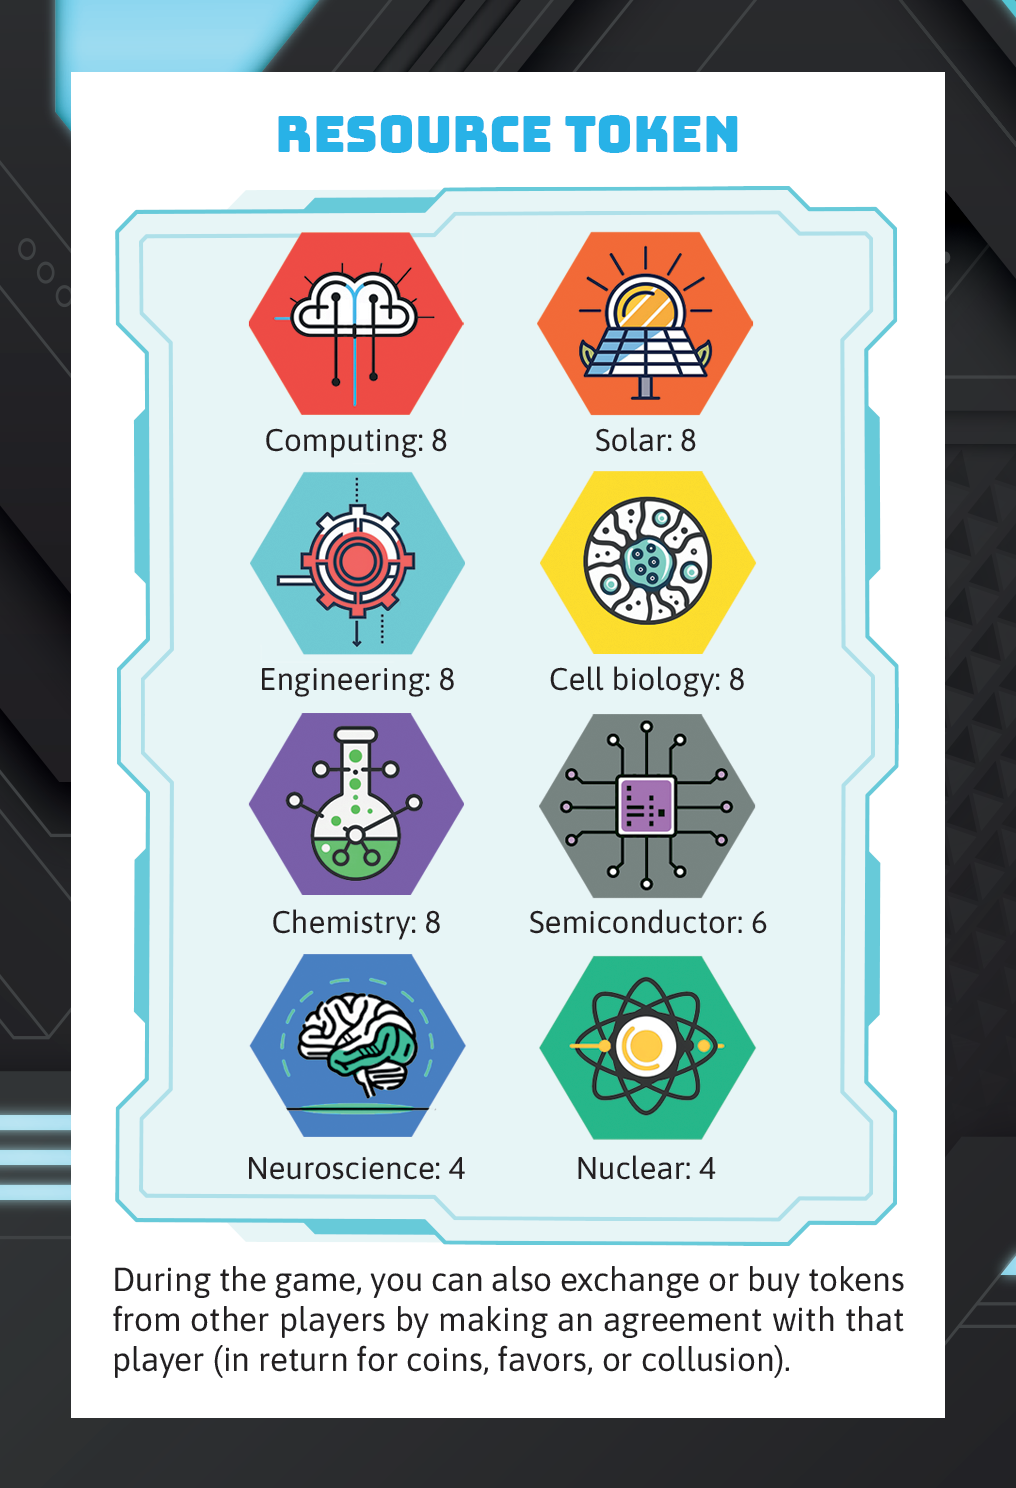 RESOURCE TOKEN
Computing: 8
Solar: 8
Engineering: 8
Cell biology: 8
Chemistry: 8
Semiconductor: 6
Neuroscience: 4
Nuclear: 4
During the game, you can also exchange or buy tokens
from other players by making an agreement with that
player (in return for coins, favors, or collusion).